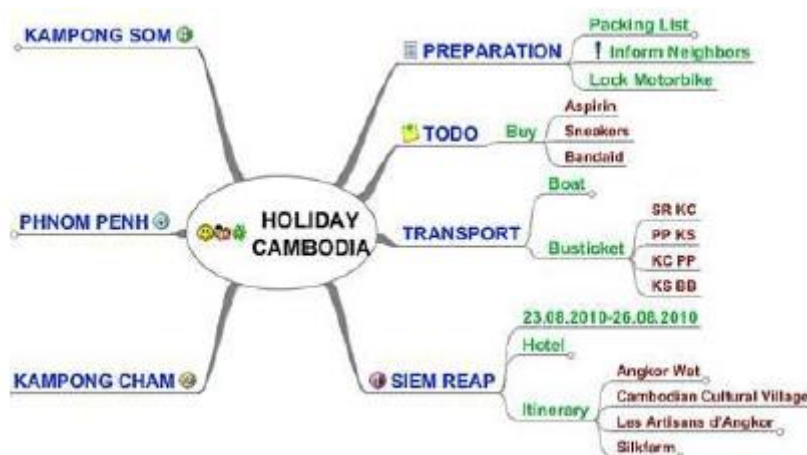 HOLIDAY
CAMBODIA
KAMPONG SOM
PHNOM PENH
KAMPONG CHAM
PREPARATION
Packing List
Inform Neighbors
Lock Motorbike
TODO
Buy
Aspirin
Sneakers
Bandaid
TRANSPORT
Boat
Busticket
SR KC
PP KS
KC PP
KS BB
SIEM REAP
23.08.2010-26.08.2010
Hotel
Itinerary
Angkor Wat
Cambodian Cultural Village
Les Artisans d'Angkor
Silkfarm